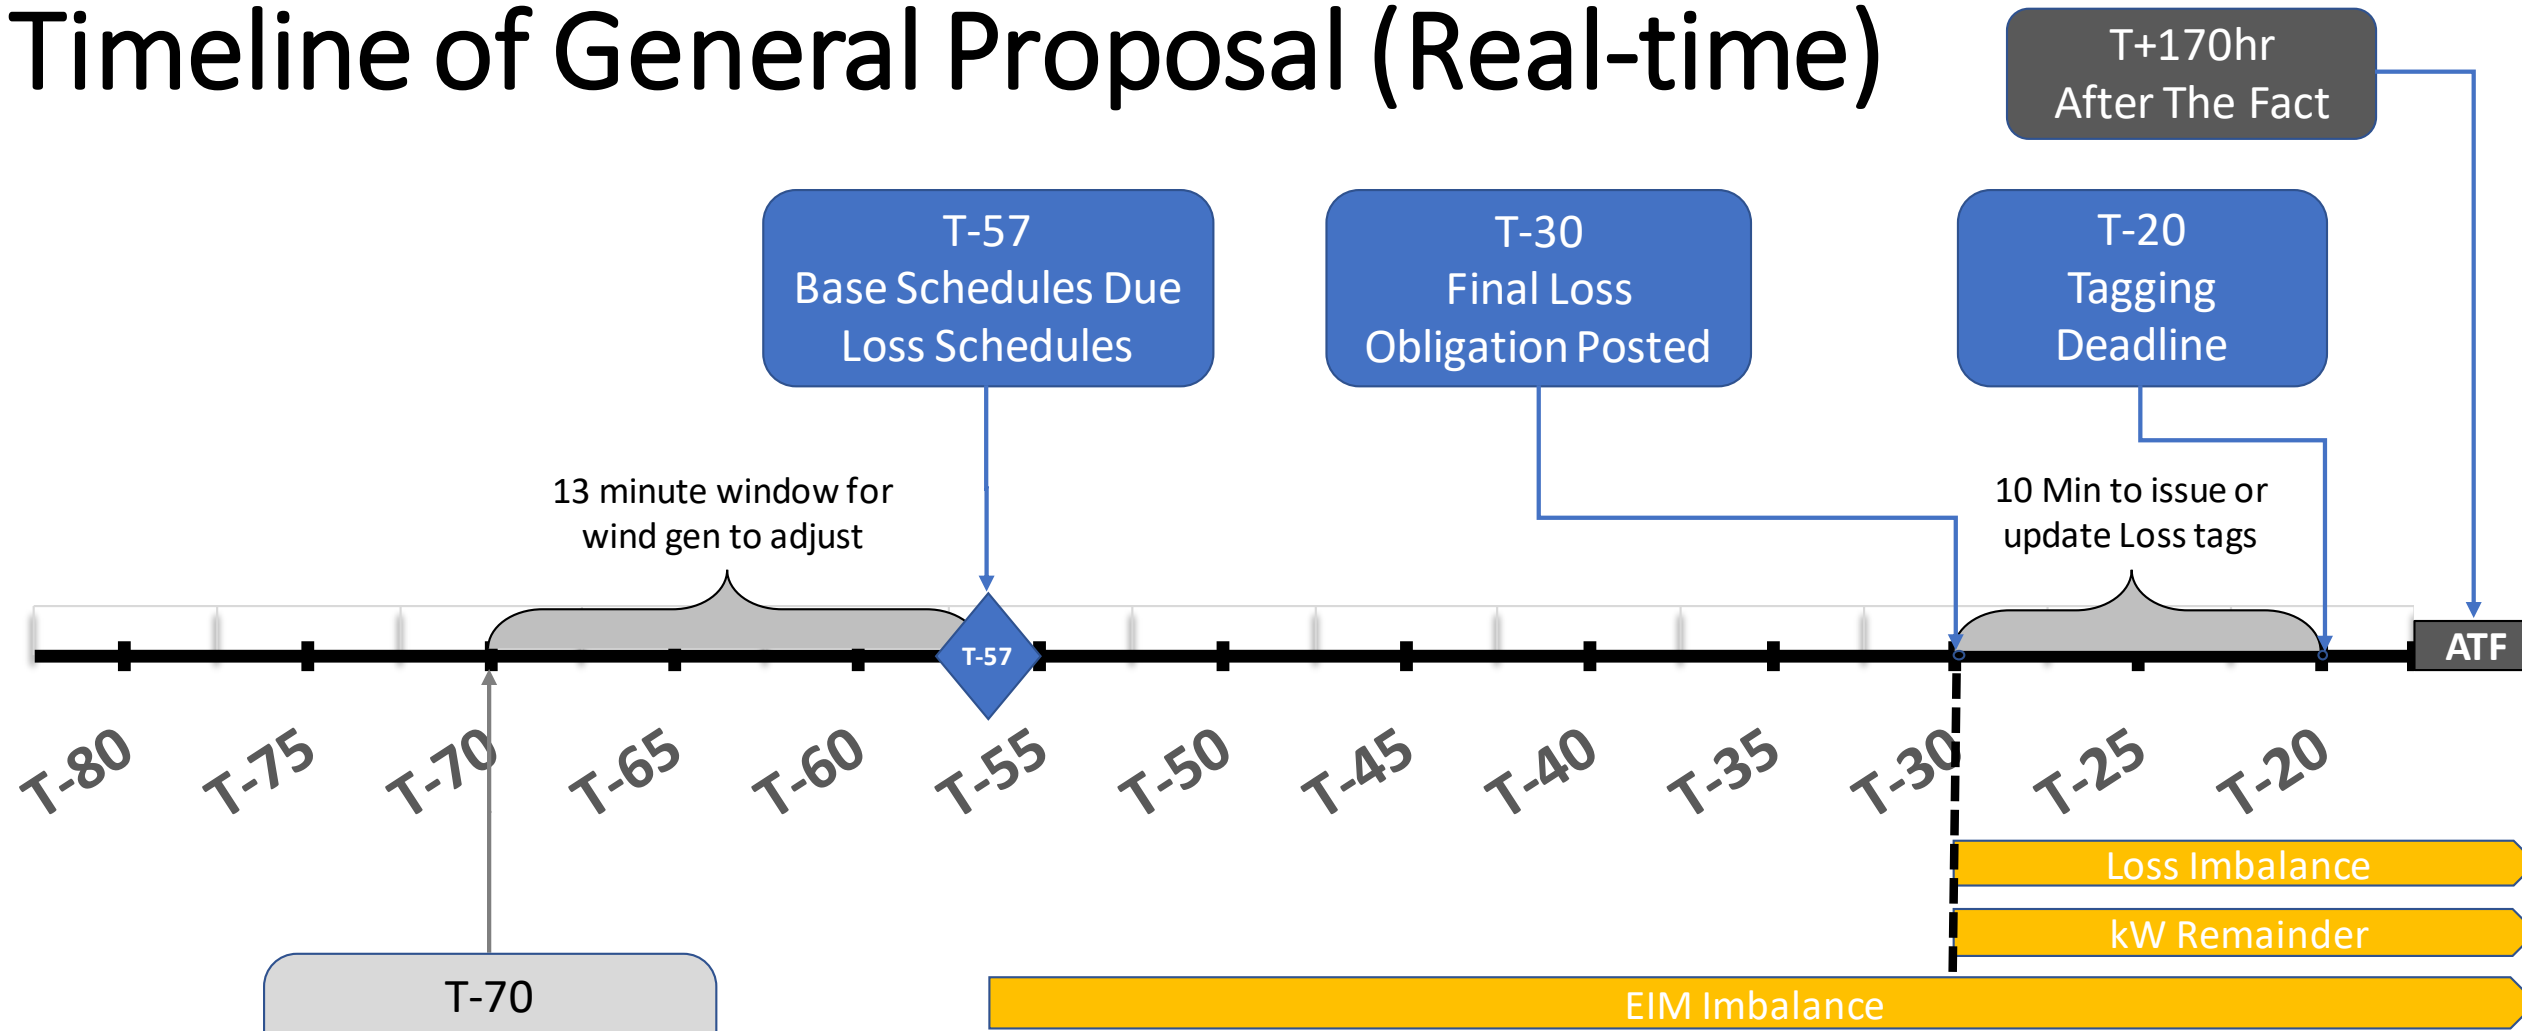 Timeline of General Proposal (Real-time)
T+170hr
After The Fact
T-57
Base Schedules Due
Loss Schedules
T-30
Final Loss
Obligation Posted
T-20
Tagging
Deadline
13 minute window for
wind gen to adjust
10 Min to issue or
update Loss tags
T-57
ATF
T-80
T-75
T-70
T-65
T-60
T-55
T-50
T-45
T-40
T-35
T-30
T-25
T-20
Loss Imbalance
kW Remainder
T-70
EIM Imbalance